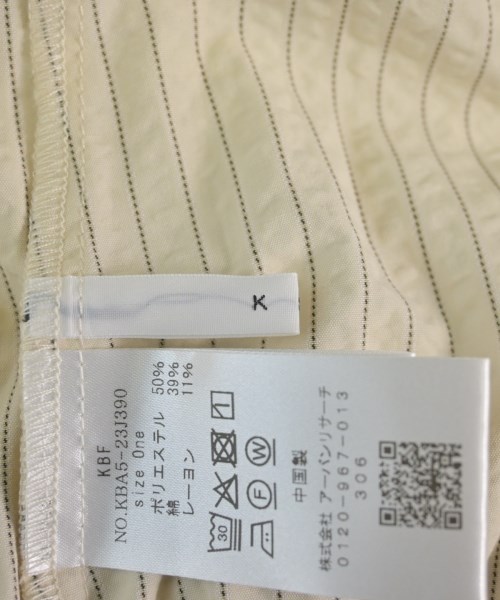 KBF
NO.KBA5-23J390
size One
ポリエステル 50%
綿 39%
レーヨン 11%
30
F W
中国製
株式会社 アーバンリサーチ
0120-967-013
306